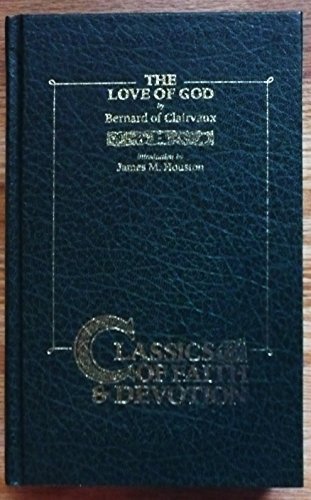 THE
LOVE OF GOD
by
Bernard of Clairvaux
introduction by
James M. Houston
CLASSICS
OF FAITH
& DEVOTION